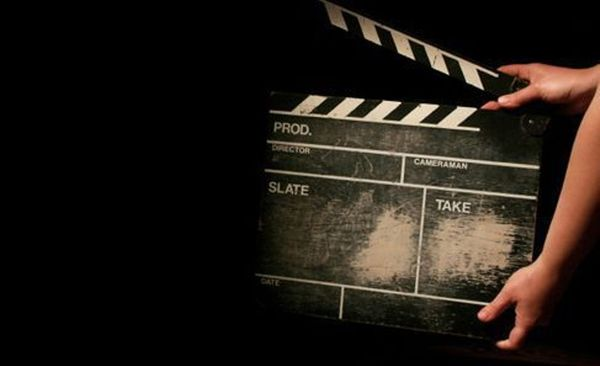 PROD.
DIRECTOR
CAMERAMAN
SLATE
TAKE
DATE